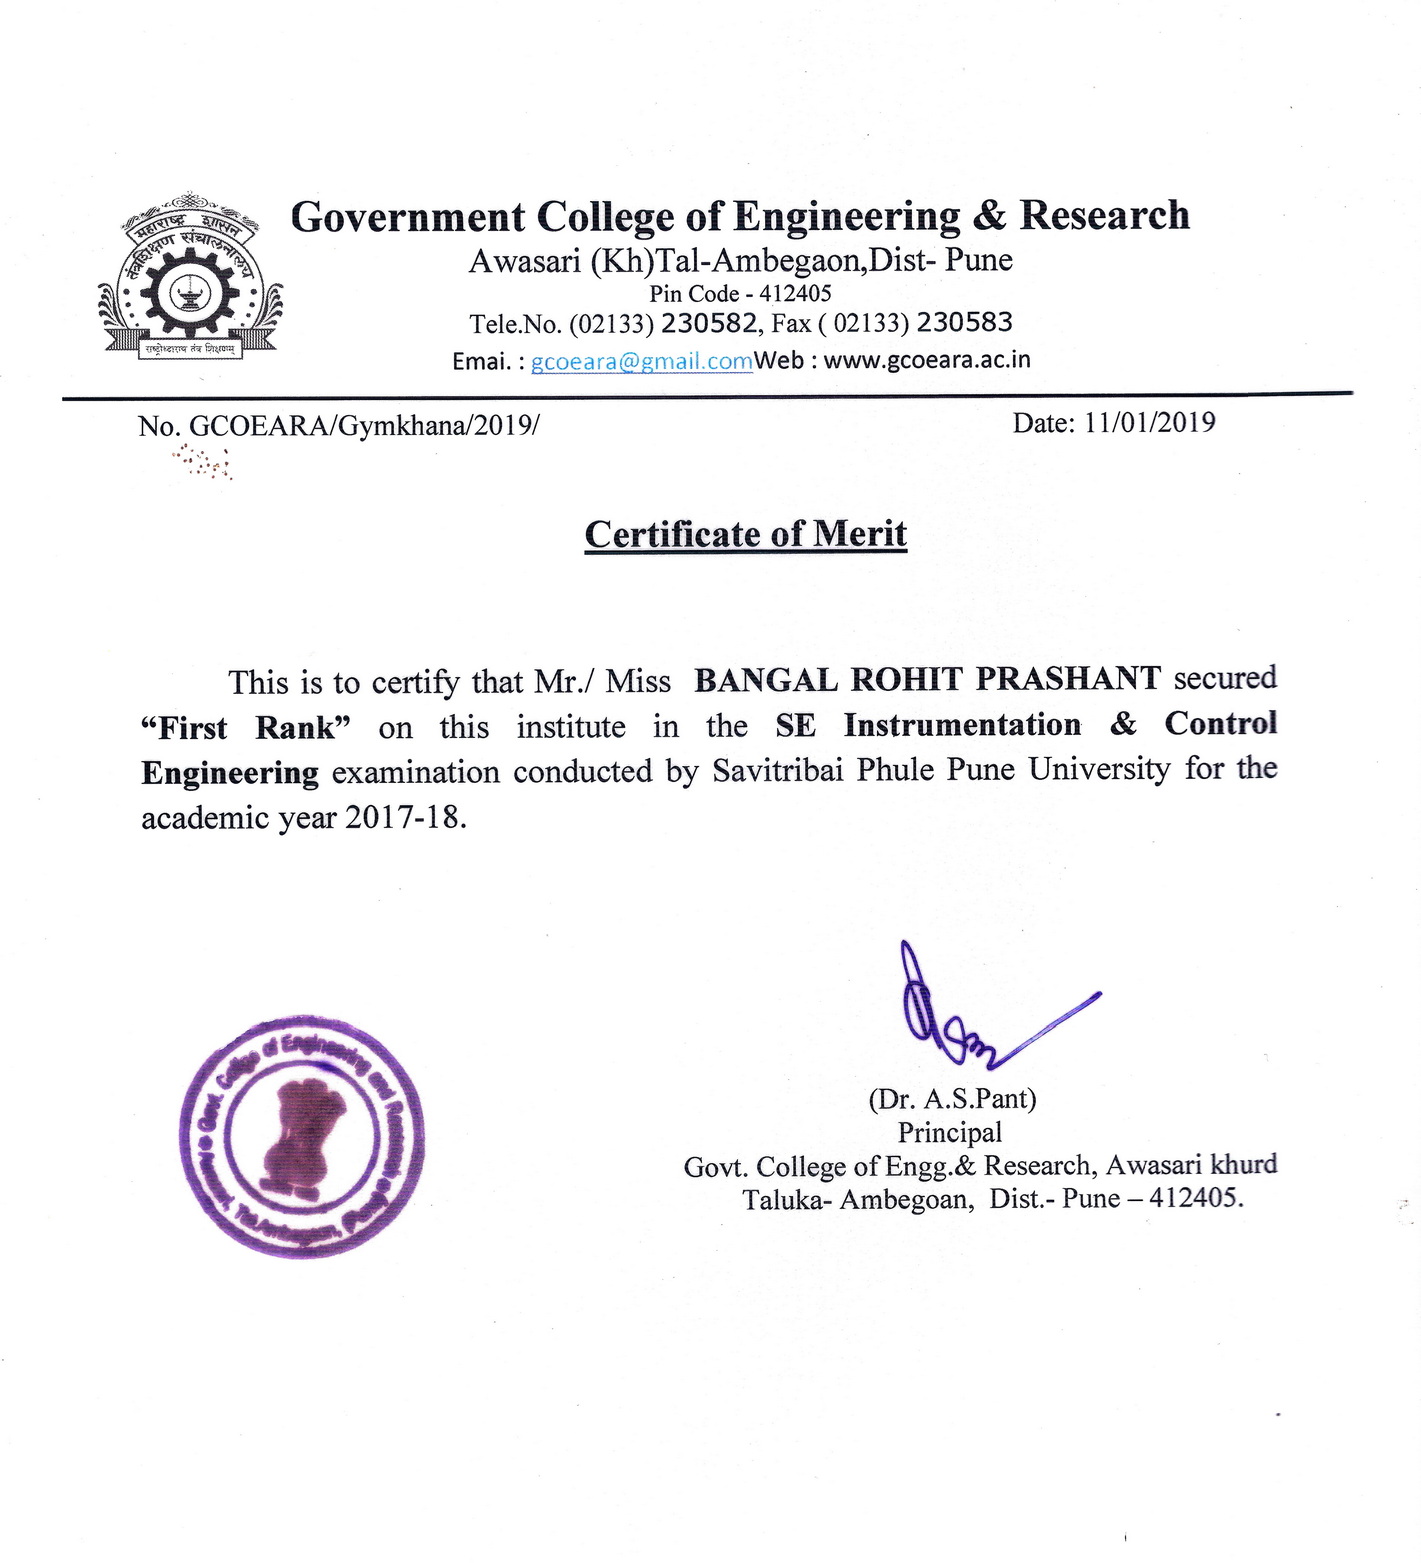 महाराष्ट्र शासन
तंत्रशिक्षण संचालनालय
Government College of Engineering & Research
Awasari (Kh)Tal-Ambegaon,Dist- Pune
Pin Code - 412405
Tele.No. (02133) 230582, Fax ( 02133) 230583
Emai. : gcoeara@gmail.comWeb : www.gcoeara.ac.in
No. GCOEARA/Gymkhana/2019/
Date: 11/01/2019
Certificate of Merit
This is to certify that Mr./ Miss BANGAL ROHIT PRASHANT secured
“First Rank” on this institute in the SE Instrumentation & Control
Engineering examination conducted by Savitribai Phule Pune University for the
academic year 2017-18.
Govt. College of Engineering and Research
(Dr. A.S.Pant)
Principal
Govt. College of Engg.& Research, Awasari khurd
Taluka- Ambegoan, Dist.- Pune – 412405.